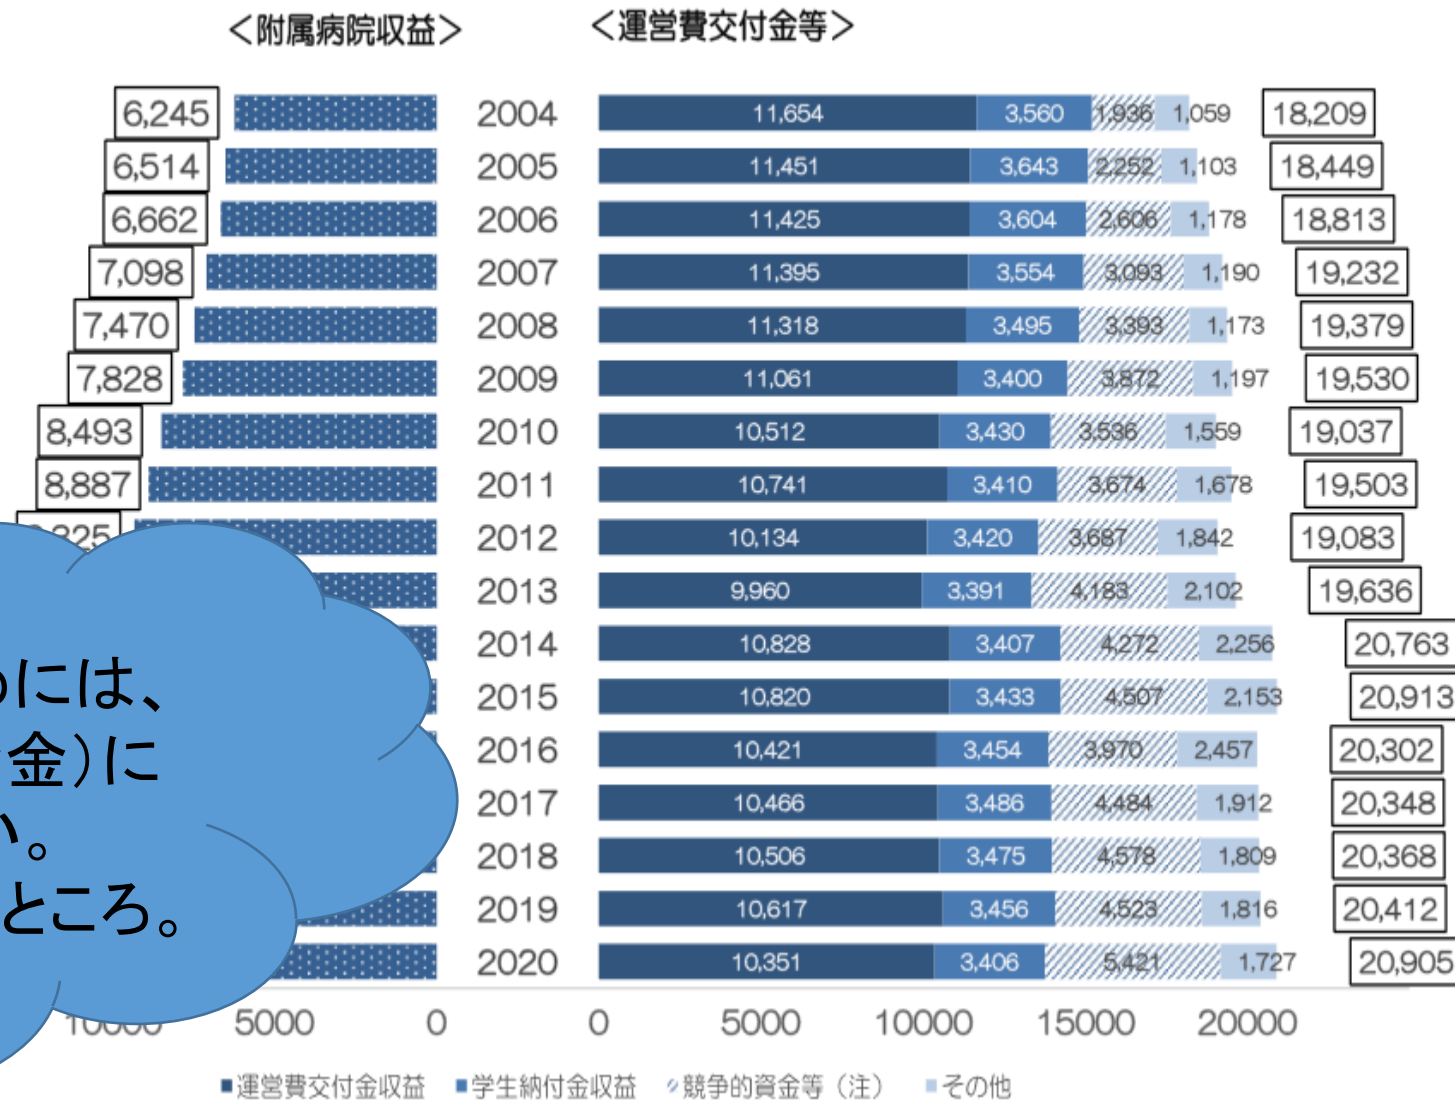 ＜附属病院収益＞ ＜運営費交付金等＞
6,245 2004 11,654 3,560 1,936 1,059 18,209
6,514 2005 11,451 3,643 2,252 1,103 18,449
6,662 2006 11,425 3,604 2,606 1,178 18,813
7,098 2007 11,395 3,554 3,093 1,190 19,232
7,470 2008 11,318 3,495 3,393 1,173 19,379
7,828 2009 11,061 3,400 3,872 1,197 19,530
8,493 2010 10,512 3,430 3,536 1,559 19,037
8,887 2011 10,741 3,410 3,674 1,678 19,503
2012 10,134 3,420 3,687 1,842 19,083
2013 9,960 3,391 4,183 2,102 19,636
2014 10,828 3,407 4,272 2,256 20,763
には、
2015 10,820 3,433 4,507 2,153 20,913
金）に
2016 10,421 3,454 3,970 2,457 20,302
2017 10,466 3,486 4,484 1,912 20,348
い。
2018 10,506 3,475 4,578 1,809 20,368
ところ。
2019 10,617 3,456 4,523 1,816 20,412
2020 10,351 3,406 5,421 1,727 20,905
10000 5000 0 0 5000 10000 15000 20000
運営費交付金収益 学生納付金収益 競争的資金等（注） その他